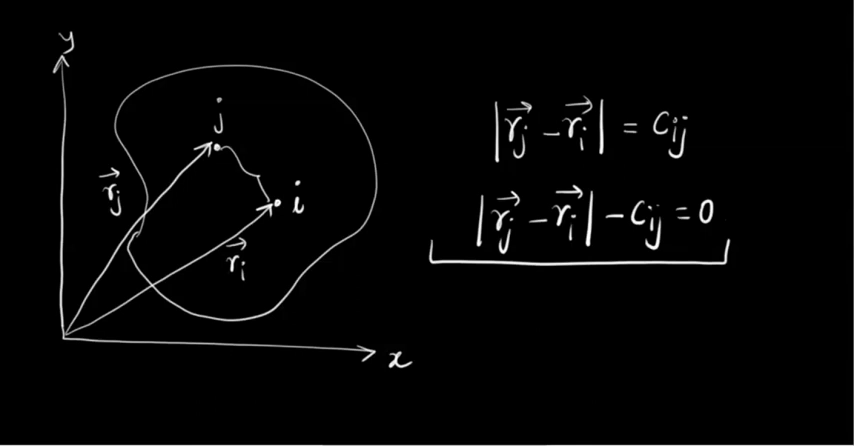 y
j
|r⃗j − r⃗i| = Cij
r⃗j
i
|r⃗j − r⃗i| − Cij = 0
r⃗i
x